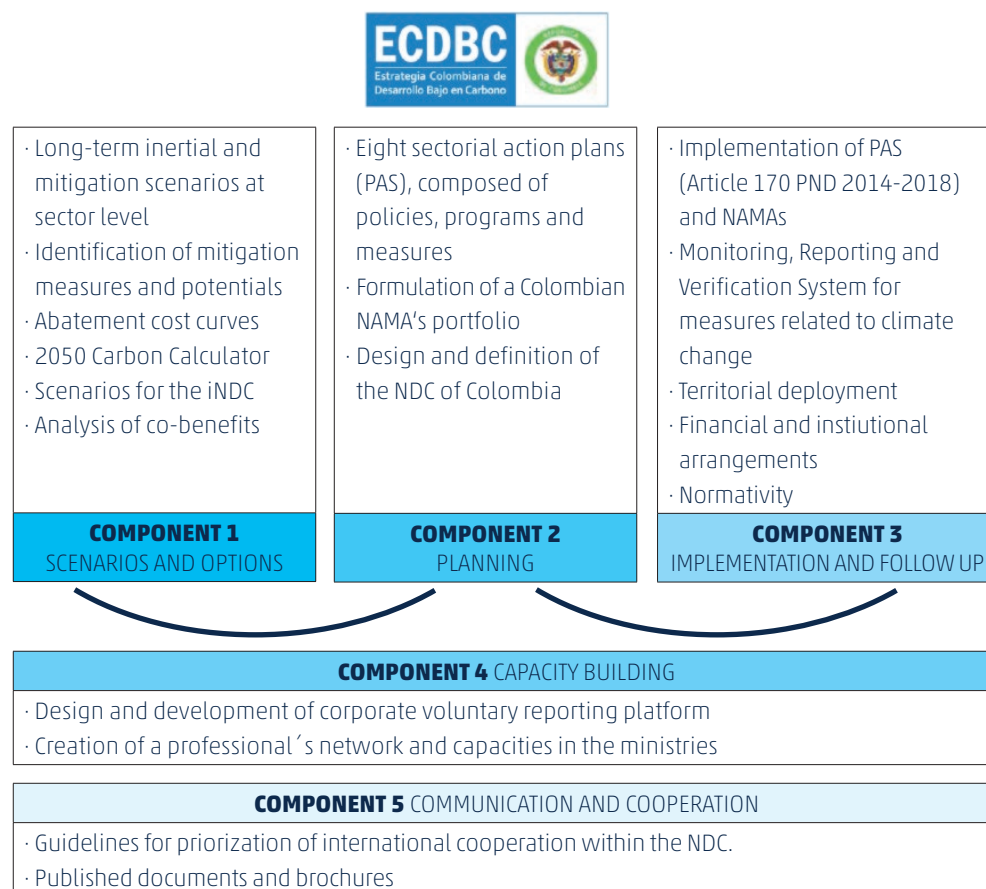 ECDBC
Estrategia Colombiana de
Desarrollo Bajo en Carbono
· Long-term inertial and
mitigation scenarios at
sector level
· Identification of mitigation
measures and potentials
· Abatement cost curves
· 2050 Carbon Calculator
· Scenarios for the iNDC
· Analysis of co-benefits
COMPONENT 1
SCENARIOS AND OPTIONS
· Eight sectorial action plans
(PAS), composed of
policies, programs and
measures
· Formulation of a Colombian
NAMA‘s portfolio
· Design and definition of
the NDC of Colombia
COMPONENT 2
PLANNING
· Implementation of PAS
(Article 170 PND 2014-2018)
and NAMAs
· Monitoring, Reporting and
Verification System for
measures related to climate
change
· Territorial deployment
· Financial and instiutional
arrangements
· Normativity
COMPONENT 3
IMPLEMENTATION AND FOLLOW UP
COMPONENT 4 CAPACITY BUILDING
· Design and development of corporate voluntary reporting platform
· Creation of a professional´s network and capacities in the ministries
COMPONENT 5 COMMUNICATION AND COOPERATION
· Guidelines for priorization of international cooperation within the NDC.
· Published documents and brochures